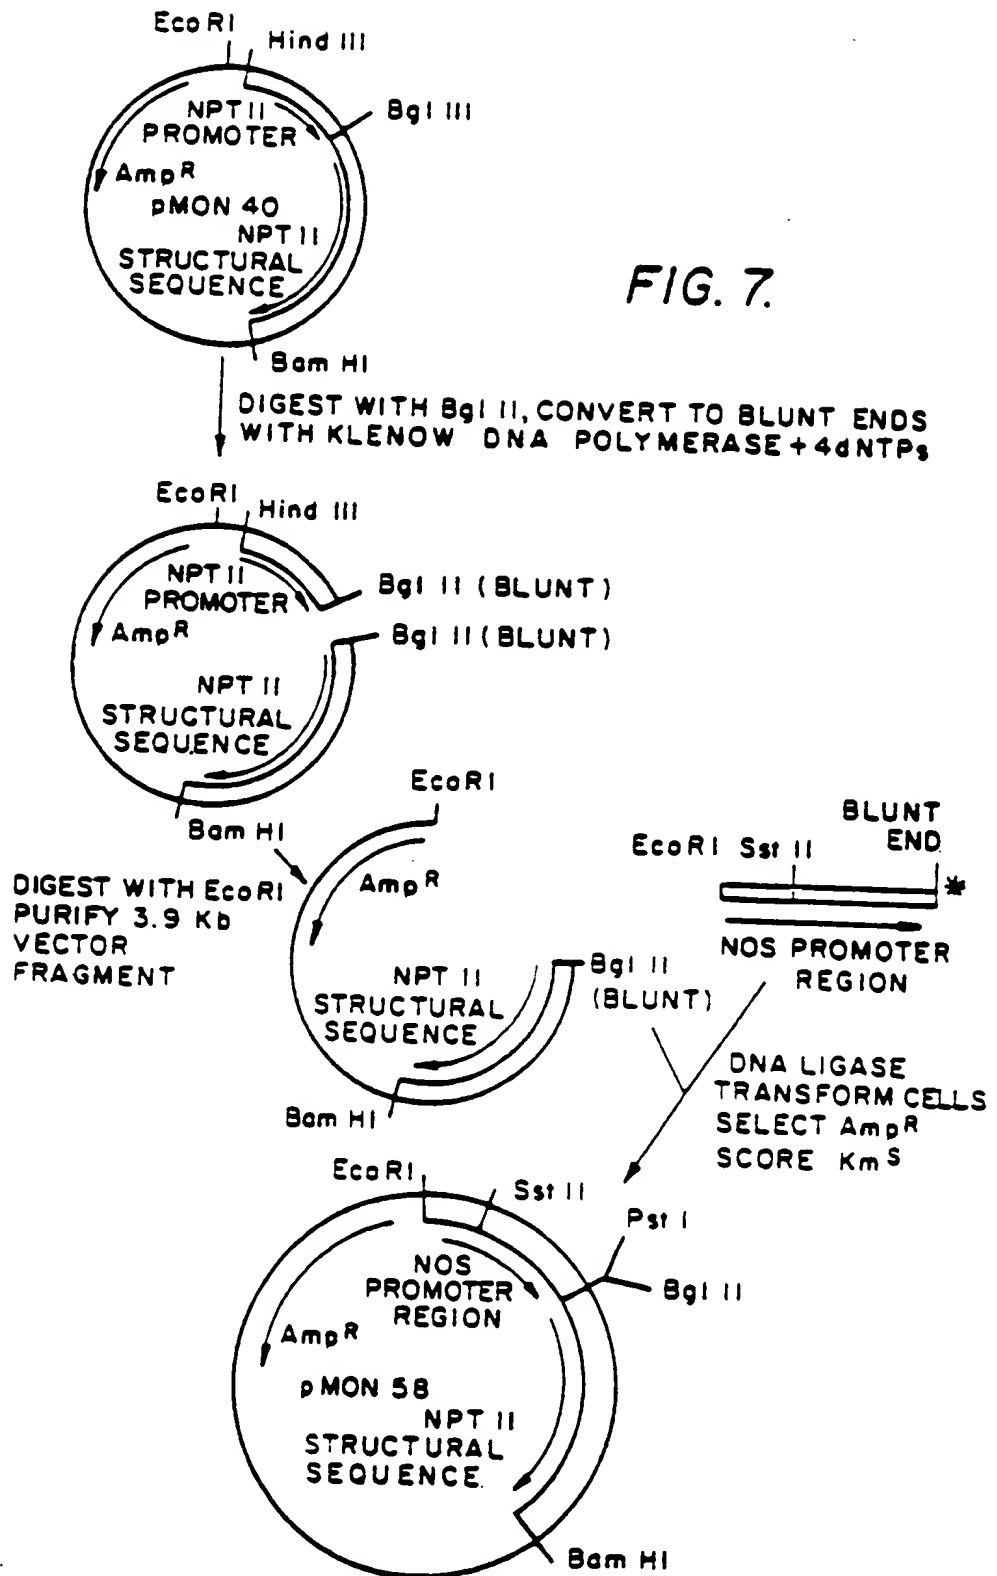 EcoRI
Hind III
NPT II
PROMOTER
Bgl III
AmpR
pMON 40
NPT II
STRUCTURAL
SEQUENCE
Bam HI
FIG. 7.
DIGEST WITH Bgl II, CONVERT TO BLUNT ENDS
WITH KLENOW DNA POLYMERASE + 4dNTPs
EcoRI
Hind III
NPT II
PROMOTER
Bgl II (BLUNT)
AmpR
Bgl II (BLUNT)
NPT II
STRUCTURAL
SEQUENCE
Bam HI
DIGEST WITH EcoRI
PURIFY 3.9 Kb
VECTOR
FRAGMENT
EcoRI
AmpR
NPT II
STRUCTURAL
SEQUENCE
Bgl II
(BLUNT)
Bam HI
BLUNT
END
EcoRI Sst II
*
NOS PROMOTER
REGION
DNA LIGASE
TRANSFORM CELLS
SELECT AmpR
SCORE KmS
EcoRI
Sst II
Pst I
Bgl II
NOS
PROMOTER
REGION
AmpR
pMON 58
NPT II
STRUCTURAL
SEQUENCE
Bam HI